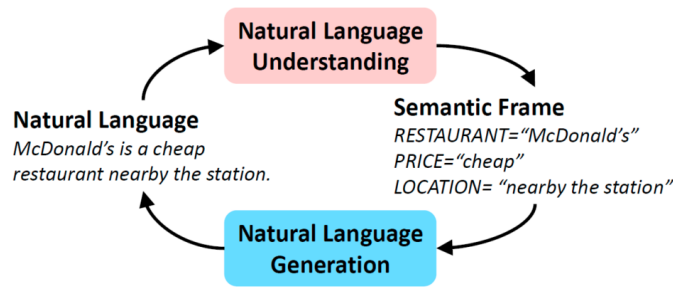 Natural Language
Understanding
Natural Language
McDonald's is a cheap
restaurant nearby the station.
Semantic Frame
RESTAURANT=“McDonald's”
PRICE=“cheap”
LOCATION= “nearby the station”
Natural Language
Generation